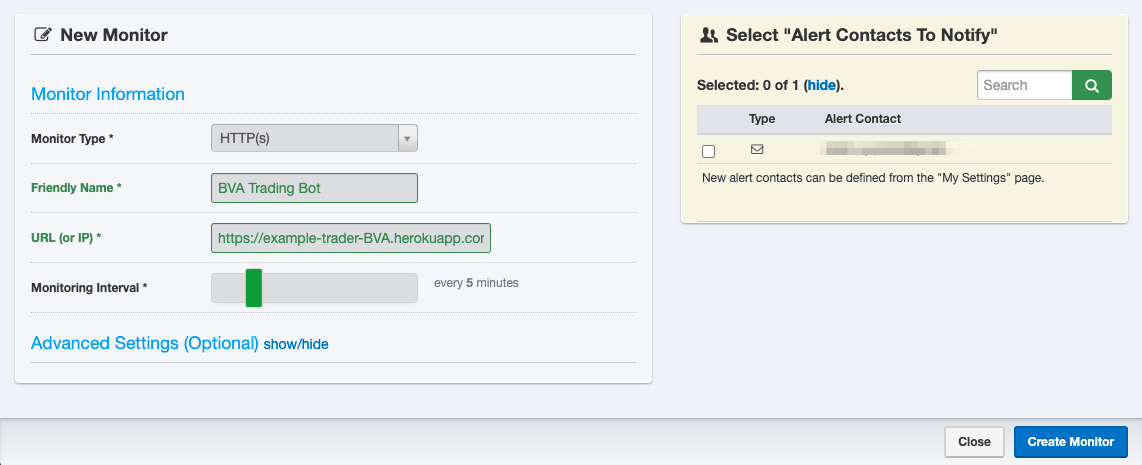 New Monitor
Monitor Information
Monitor Type *
HTTP(s)
Friendly Name *
BVA Trading Bot
URL (or IP) *
https://example-trader-BVA.herokuapp.cor
Monitoring Interval *
every 5 minutes
Advanced Settings (Optional) show/hide
Select "Alert Contacts To Notify"
Selected: 0 of 1 (hide).
Search
Type Alert Contact
New alert contacts can be defined from the "My Settings" page.
Close
Create Monitor